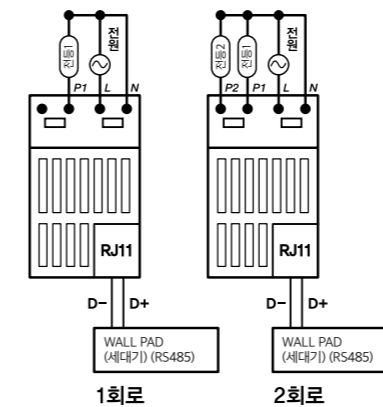 전원
전등1
P1
L
N
RJ11
D−
D+
WALL PAD
(세대기) (RS485)
1회로
전원
전등2
전등1
P2
P1
L
N
RJ11
D−
D+
WALL PAD
(세대기) (RS485)
2회로